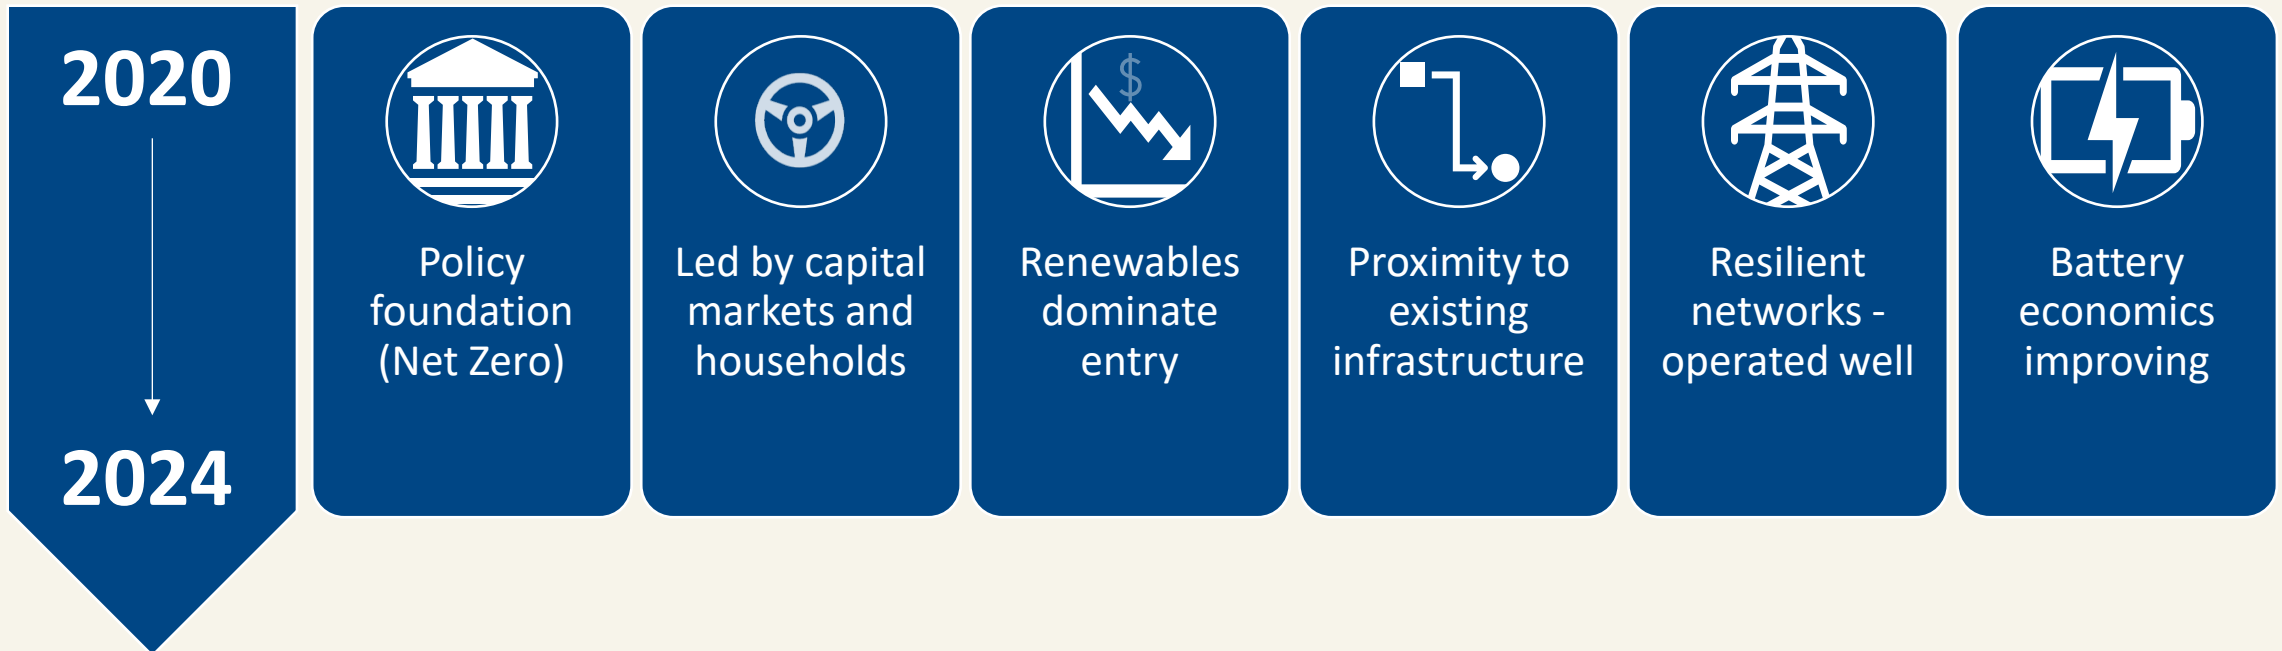 2020
2024
Policy
foundation
(Net Zero)
Led by capital
markets and
households
$
Renewables
dominate
entry
Proximity to
existing
infrastructure
Resilient
networks -
operated well
Battery
economics
improving